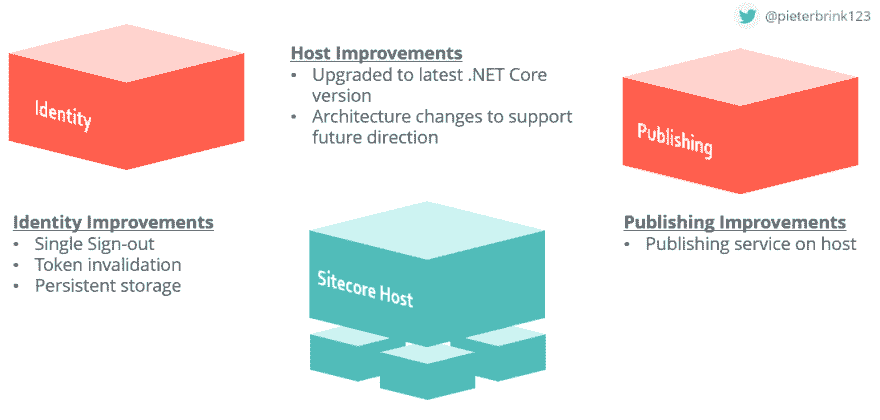 @pieterbrink123
Identity
Host Improvements
• Upgraded to latest .NET Core
version
• Architecture changes to support
future direction
Publishing
Identity Improvements
• Single Sign-out
• Token invalidation
• Persistent storage
Sitecore Host
Publishing Improvements
• Publishing service on host